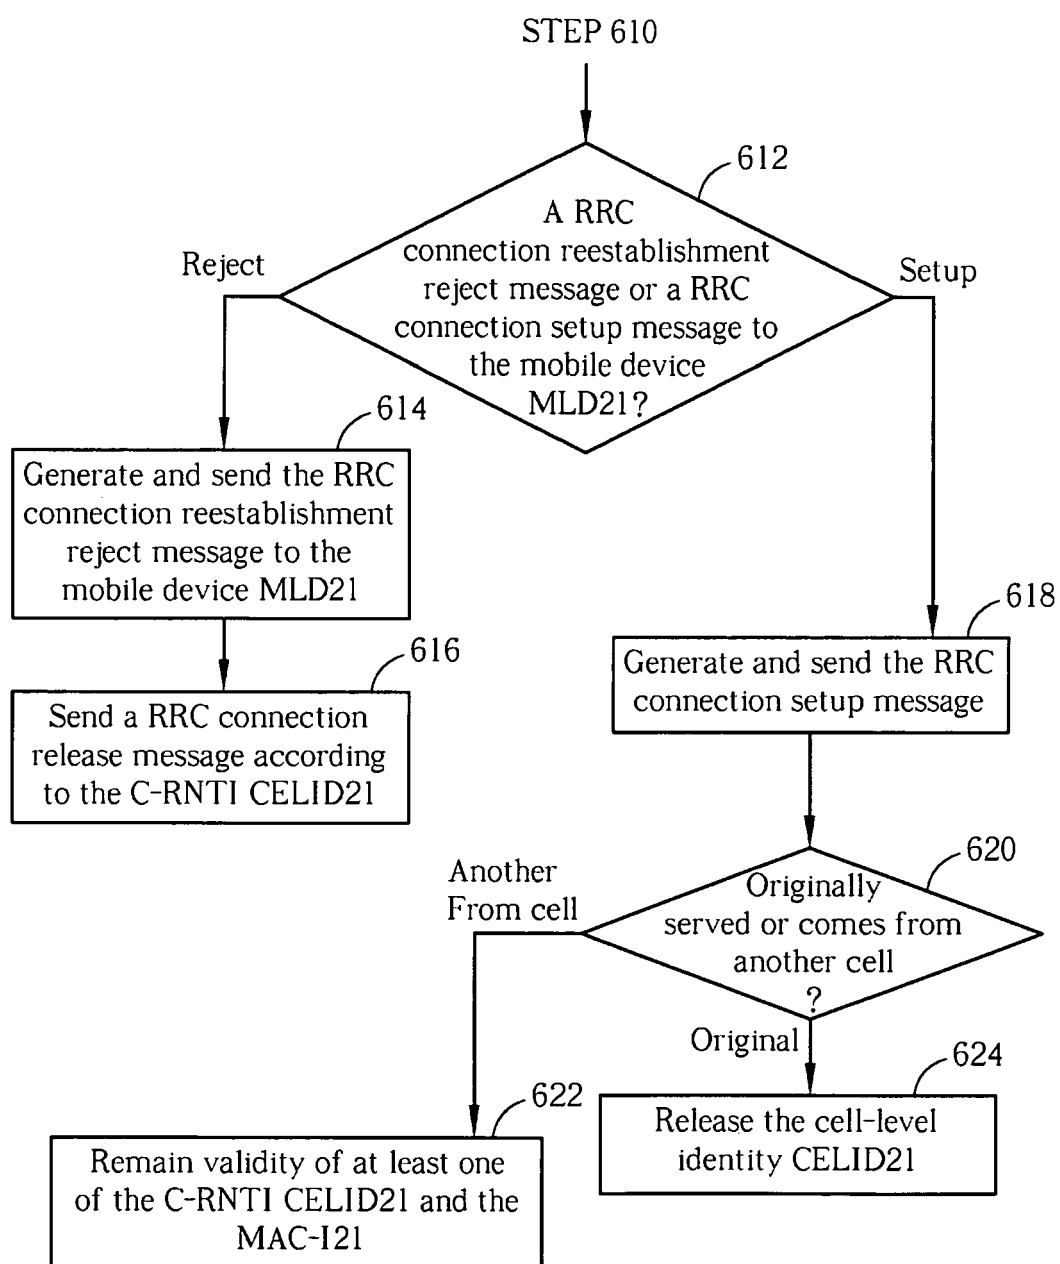 STEP 610
612
A RRC
connection reestablishment
reject message or a RRC
connection setup message to
the mobile device
MLD21?
Reject
Setup
614
Generate and send the RRC
connection reestablishment
reject message to the
mobile device MLD21
616
Send a RRC connection
release message according
to the C-RNTI CELID21
618
Generate and send the RRC
connection setup message
620
Originally
served or comes from
another cell
?
Another
From cell
Original
622
Remain validity of at least one
of the C-RNTI CELID21 and the
MAC-I21
624
Release the cell-level
identity CELID21